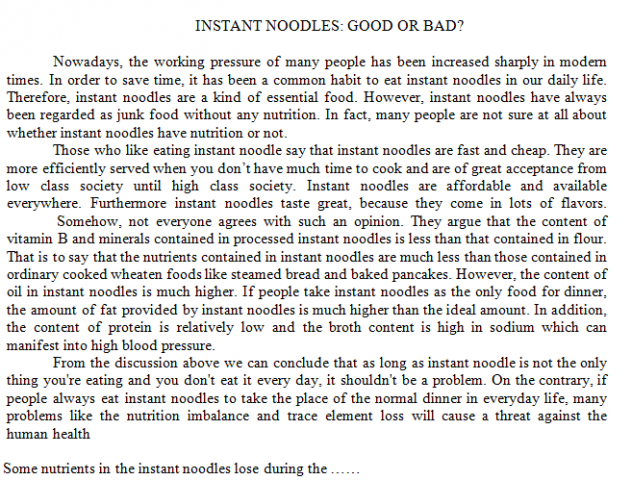 INSTANT NOODLES: GOOD OR BAD?
Nowadays, the working pressure of many people has been increased sharply in modern
times. In order to save time, it has been a common habit to eat instant noodles in our daily life.
Therefore, instant noodles are a kind of essential food. However, instant noodles have always
been regarded as junk food without any nutrition. In fact, many people are not sure at all about
whether instant noodles have nutrition or not.
Those who like eating instant noodle say that instant noodles are fast and cheap. They are
more efficiently served when you don't have much time to cook and are of great acceptance from
low class society until high class society. Instant noodles are affordable and available
everywhere. Furthermore instant noodles taste great, because they come in lots of flavors.
Somehow, not everyone agrees with such an opinion. They argue that the content of
vitamin B and minerals contained in processed instant noodles is less than that contained in flour.
That is to say that the nutrients contained in instant noodles are much less than those contained in
ordinary cooked wheaten foods like steamed bread and baked pancakes. However, the content of
oil in instant noodles is much higher. If people take instant noodles as the only food for dinner,
the amount of fat provided by instant noodles is much higher than the ideal amount. In addition,
the content of protein is relatively low and the broth content is high in sodium which can
manifest into high blood pressure.
From the discussion above we can conclude that as long as instant noodle is not the only
thing you're eating and you don't eat it every day, it shouldn't be a problem. On the contrary, if
people always eat instant noodles to take the place of the normal dinner in everyday life, many
problems like the nutrition imbalance and trace element loss will cause a threat against the
human health
Some nutrients in the instant noodles lose during the ……